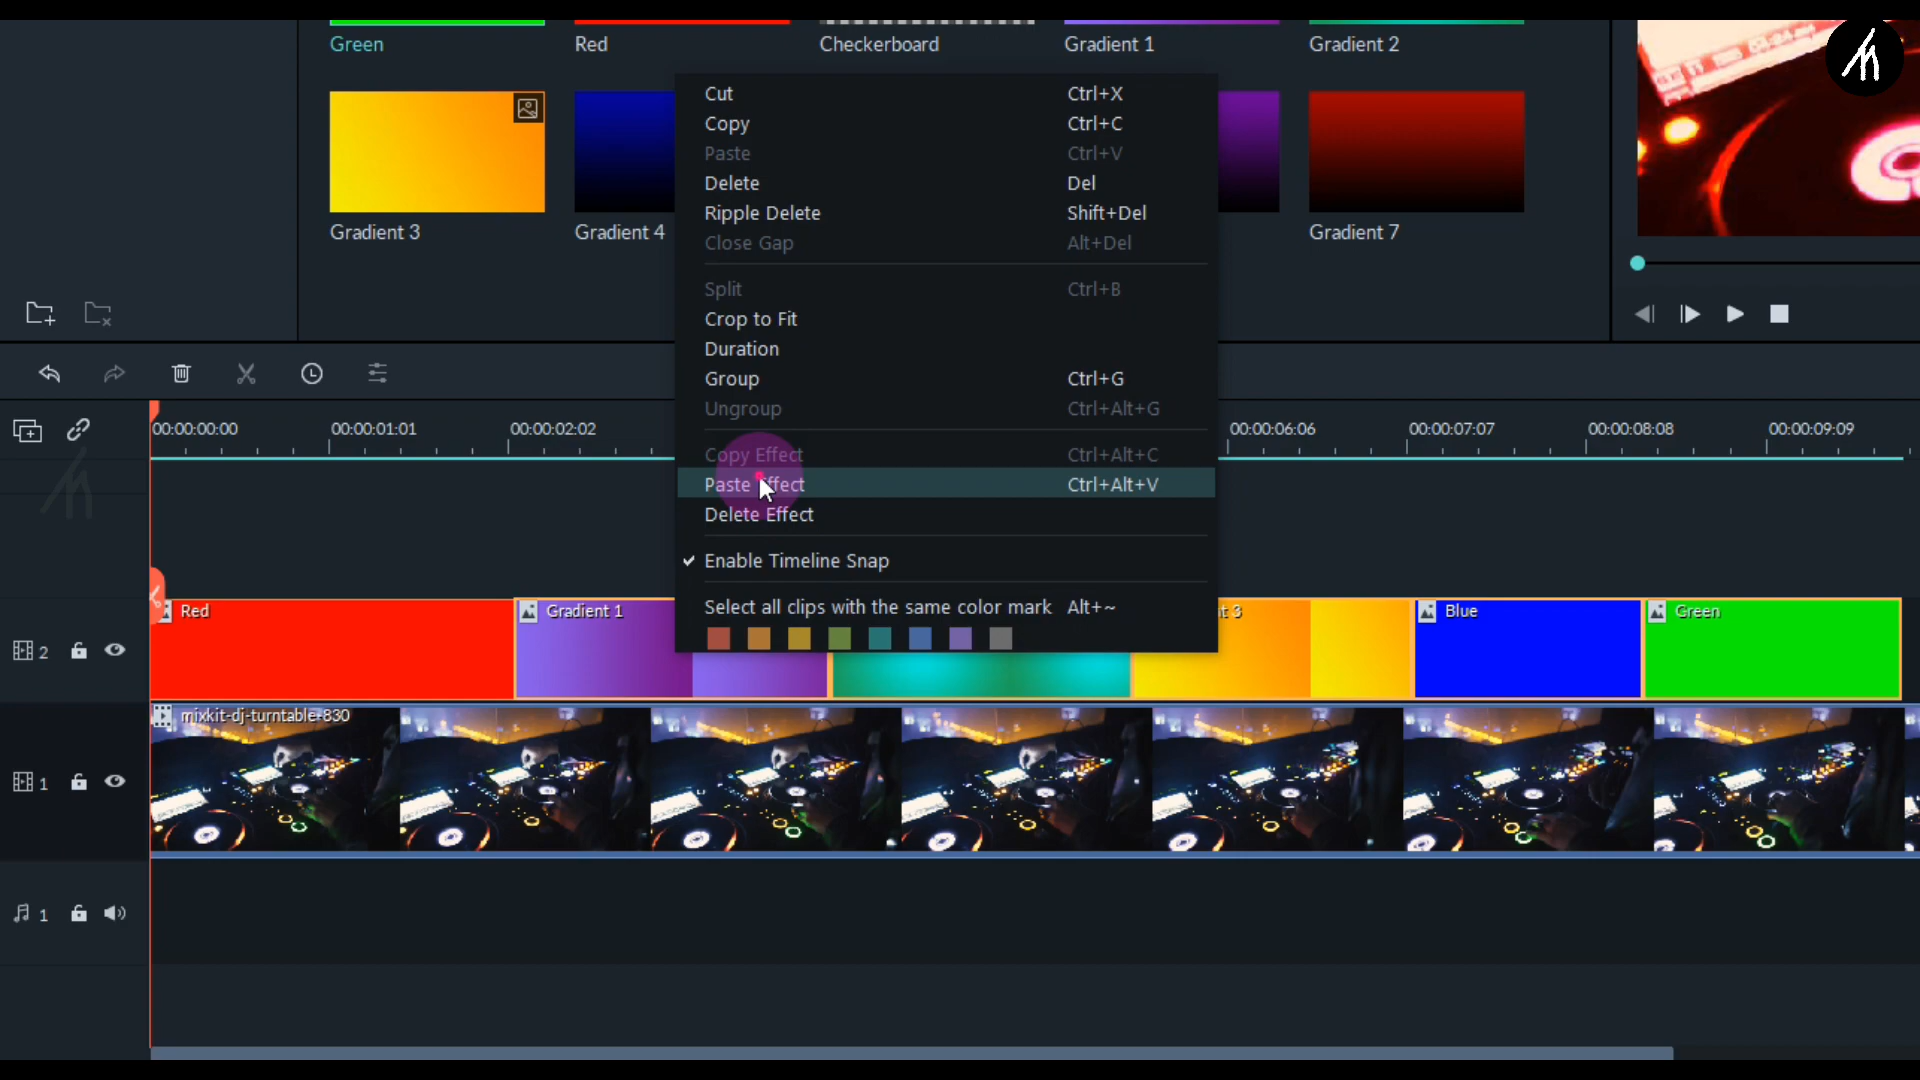 Green
Red
Checkerboard
Gradient 1
Gradient 2
Gradient 3
Gradient 4
Gradient 7
Cut Ctrl+X
Copy Ctrl+C
Paste Ctrl+V
Delete Del
Ripple Delete Shift+Del
Close Gap Alt+Del
Split Ctrl+B
Crop to Fit
Duration
Group Ctrl+G
Ungroup Ctrl+Alt+G
Copy Effect Ctrl+Alt+C
Paste Effect Ctrl+Alt+V
Delete Effect
Enable Timeline Snap
Select all clips with the same color mark Alt+~
00:00:00:00
00:00:01:01
00:00:02:02
00:00:06:06
00:00:07:07
00:00:08:08
00:00:09:09
2
Red
Gradient 1
t 3
Blue
Green
1
mixkit-dj-turntable-830
1